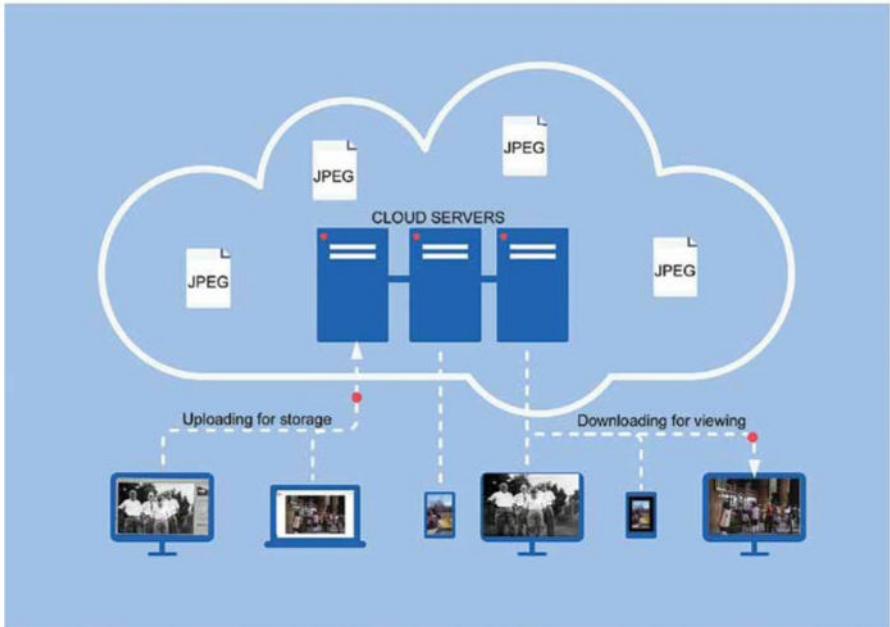 JPEG
JPEG
CLOUD SERVERS
JPEG
JPEG
Uploading for storage
Downloading for viewing